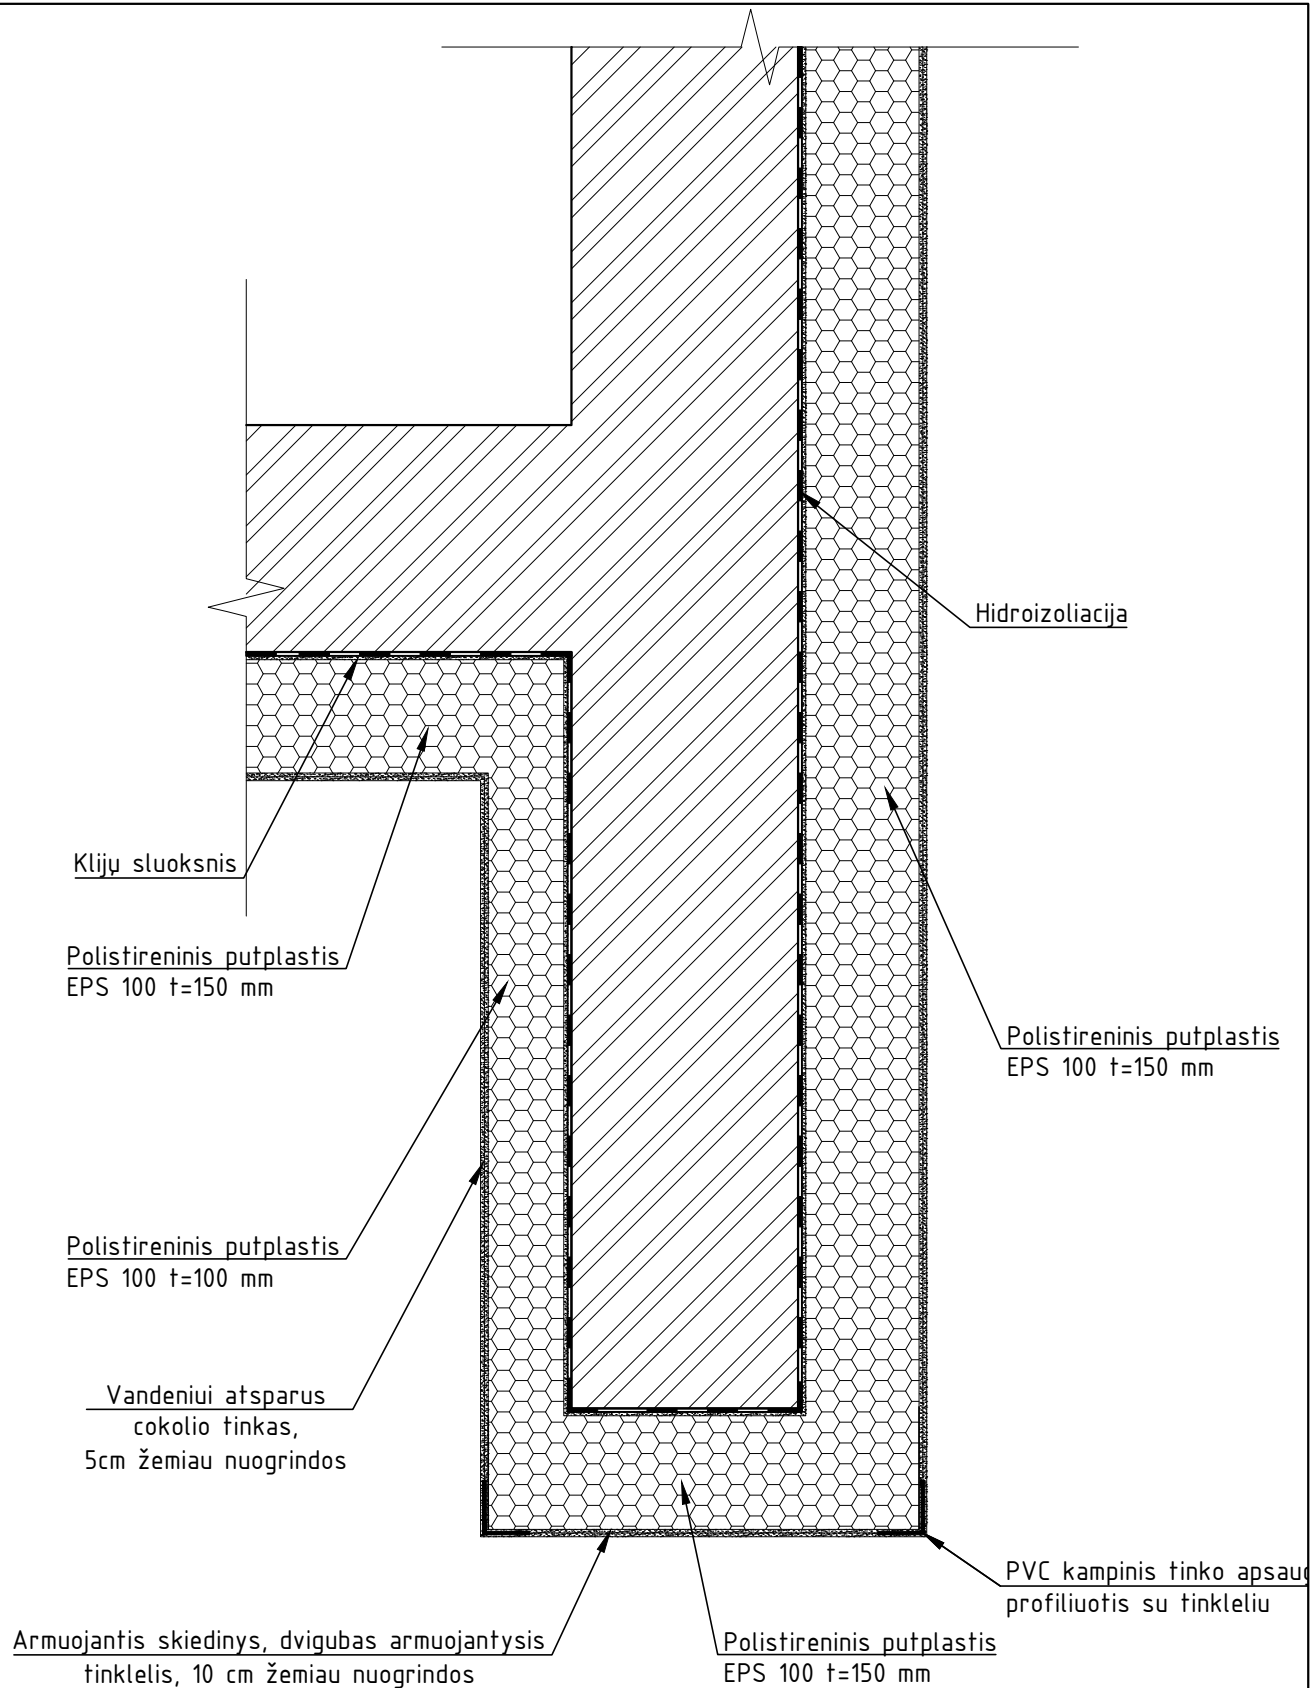 Hidroizoliacija
Klijų sluoksnis
Polistireninis putplastis
EPS 100 t=150 mm
Polistireninis putplastis
EPS 100 t=150 mm
Polistireninis putplastis
EPS 100 t=100 mm
Vandeniui atsparus
cokolio tinkas,
5cm žemiau nuogrindos
PVC kampinis tinko apsaug
profiliuotis su tinkleliu
Armuojantis skiedinys, dvigubas armuojantysis
tinklelis, 10 cm žemiau nuogrindos
Polistireninis putplastis
EPS 100 t=150 mm